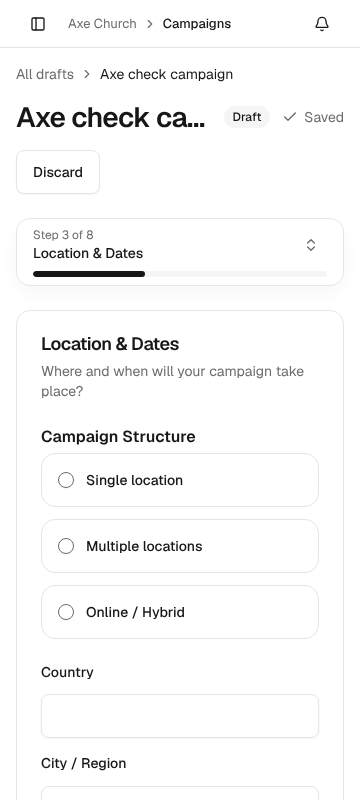 Axe Church > Campaigns
All drafts > Axe check campaign
Axe check ca... Draft Saved
Discard
Step 3 of 8
Location & Dates
Location & Dates
Where and when will your campaign take
place?
Campaign Structure
Single location
Multiple locations
Online / Hybrid
Country
City / Region